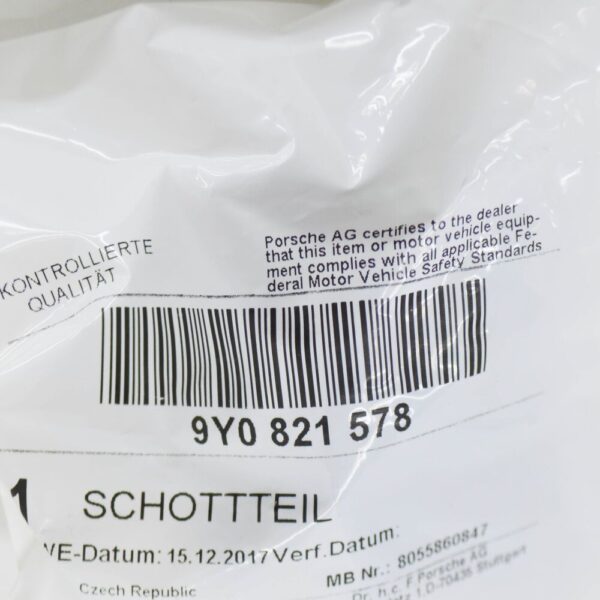 KONTROLLIERTE
QUALITÄT
Porsche AG certifies to the dealer
that this item or motor vehicle equip-
ment complies with all applicable Fe-
deral Motor Vehicle Safety Standards
9Y0 821 578
1 SCHOTTTEIL
WE-Datum: 15.12.2017 Verf.Datum:
MB Nr.: 8055860847
Czech Republic
Dr. h.c. F Porsche AG
1,D-70435 Stuttgart